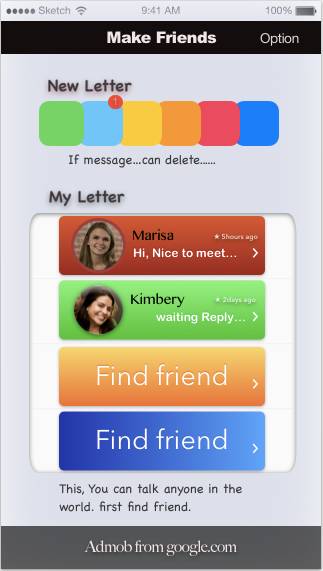 Sketch 9:41 AM 100%
Make Friends Option
New Letter
1
If message...can delete......
My Letter
Marisa ★ 5hours ago
Hi, Nice to meet...
Kimbery ★ 2days ago
waiting Reply...
Find friend
Find friend
This, You can talk anyone in the
world. first find friend.
Admob from google.com